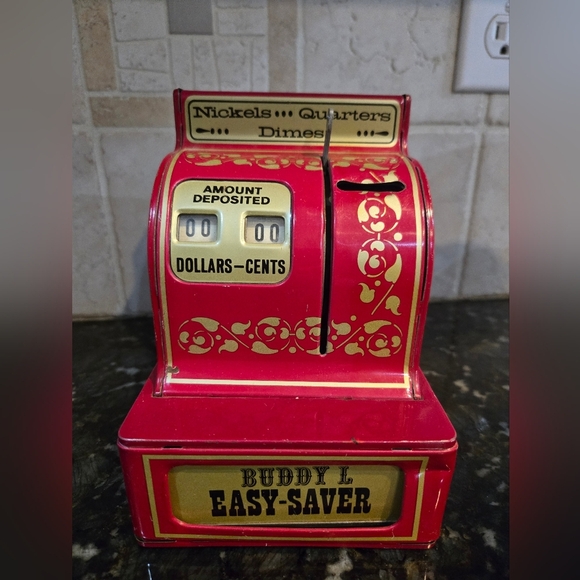 Nickels ••• Quarters
Dimes
AMOUNT
DEPOSITED
00 00
DOLLARS-CENTS
BUDDY L
EASY-SAVER